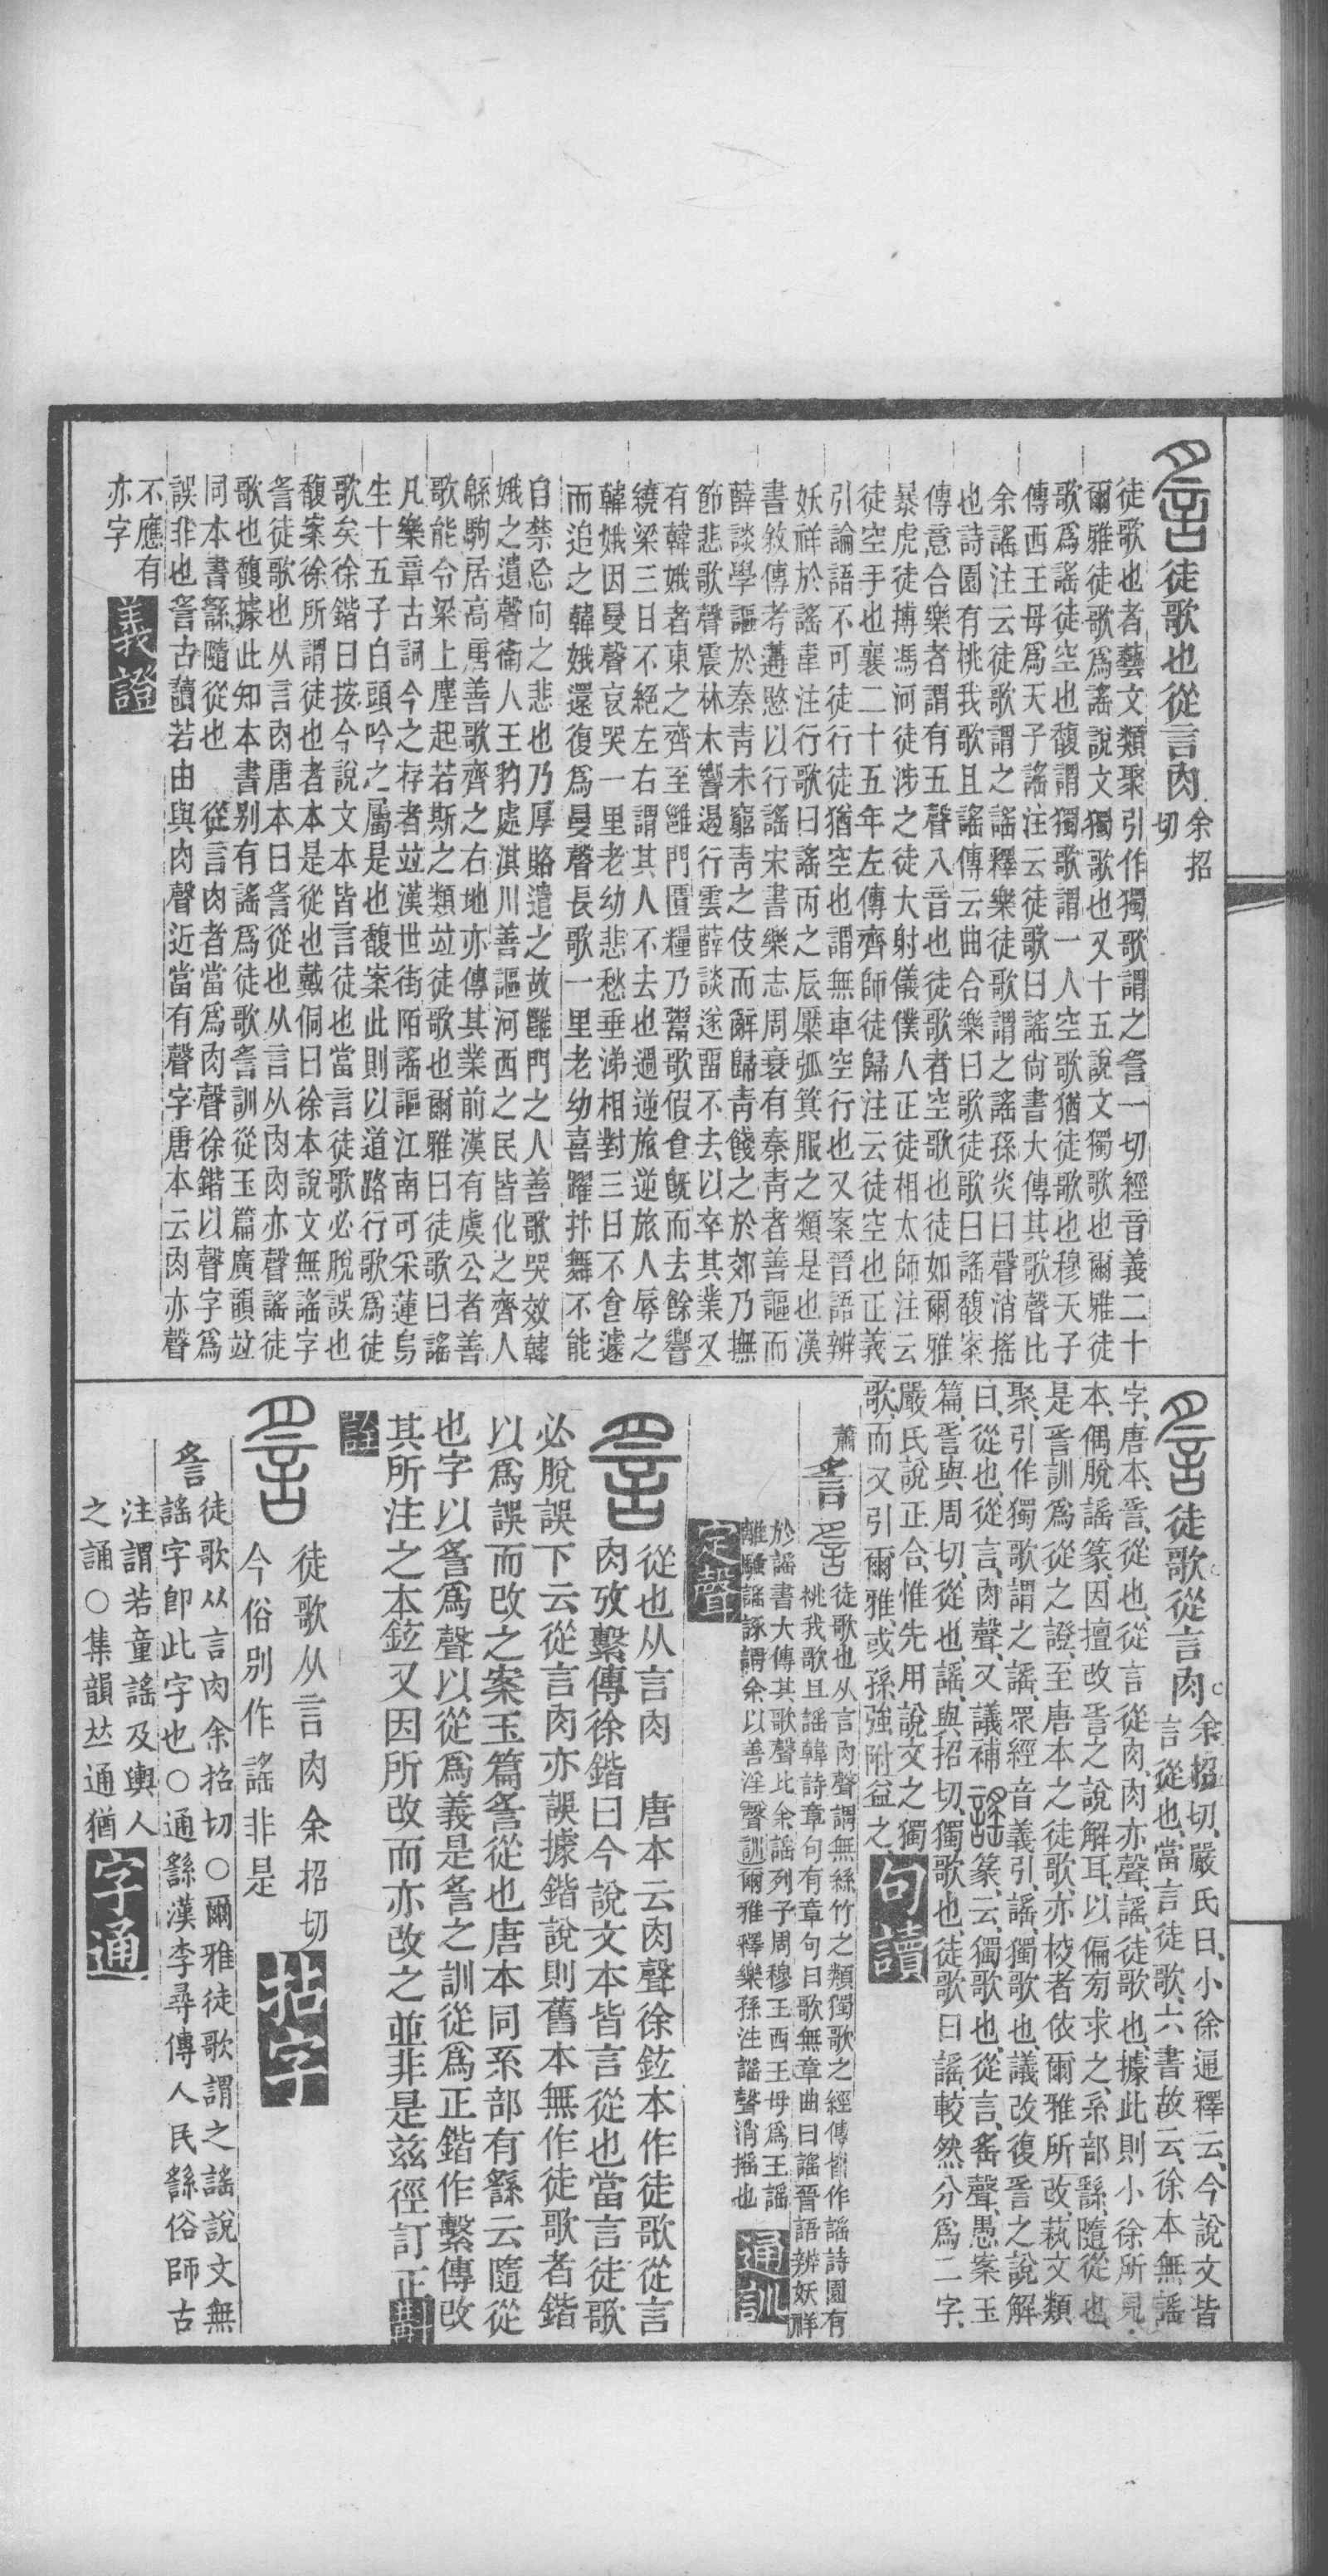 徒歌也從言肉余招切
徒歌也者藝文類聚引作獨歌謂之䚻一切經音義二十
爾雅徒歌爲謠說文獨歌也又十五說文獨歌也爾雅徒
歌爲謠徒空也馥謂獨歌謂一人空歌猶徒歌也穆天子
傳西王母爲天子謠注云徒歌曰謠尙書大傳其歌聲比
余謠注云徒歌謂之謠釋樂徒歌謂之謠孫炎曰聲消搖
也詩園有桃我歌且謠傳云曲合樂曰歌徒歌曰謠馥案
傳意合樂者謂有五聲八音也徒歌者空歌也徒如爾雅
暴虎徒搏馮河徒涉之徒大射儀僕人正徒相太師注云
徒空手也襄二十五年左傳齊師徒歸注云徒空也正義
引論語不可徒行徒猶空也謂無車空行也又案晉語辨
妖祥於謠韋注行歌曰謠丙之辰檿弧箕服之類是也漢
書敘傳考遘愍以行謠宋書樂志周衰有秦青者善謳而
薛談學謳於秦青未窮青之伎而辭歸青餞之於郊乃撫
節悲歌聲震林木響遏行雲薛談遂畱不去以卒其業又
有韓娥者東之齊至雝門匱糧乃鬻歌假食旣而去餘響
繞梁三日不絕左右謂其人不去也過逆旅逆旅人辱之
韓娥因曼聲哀哭一里老幼悲愁垂涕相對三日不食遽
而追之韓娥還復爲曼聲長歌一里老幼喜躍抃舞不能
自禁忘向之悲也乃厚賂遣之故雝門之人善歌哭效韓
娥之遺聲衞人王豹處淇川善謳河西之民皆化之齊人
緜駒居高唐善歌齊之右地亦傳其業前漢有虞公者善
歌能令梁上塵起若斯之類竝徒歌也爾雅曰徒歌曰謠
凡樂章古詞今之存者竝漢世街陌謠謳江南可采蓮烏
生十五子白頭吟之屬是也馥案此則以道路行歌爲徒
歌矣徐鍇曰按今說文本皆言徒也當言徒歌必脫誤也
馥案徐所謂徒也者本是從也戴侗曰徐本說文無謠字
䚻徒歌也从言肉唐本曰䚻從也从言从肉肉亦聲謠徒
歌也馥據此知本書別有謠爲徒歌䚻訓從玉篇廣韻竝
同本書䌛隨從也 從言肉者當爲肉聲徐鍇以聲字爲
誤非也䚻古讀若由與肉聲近當有聲字唐本云肉亦聲
不應有
亦字 義證
徒歌從言肉余招切嚴氏曰小徐通釋云今說文皆
言從也當言徒歌六書故云徐本無謠
字唐本䚻從也從言從肉肉亦聲謠徒歌也據此則小徐所見
本偶脫謠篆因擅改䚻之說解耳以偏旁求之系部䌛隨從也
是䚻訓爲從之證至唐本之徒歌亦校者依爾雅所改蓺文類
聚引作獨歌謂之謠眾經音義引謠獨歌也議改復䚻之說解
曰從也從言肉聲又議補謠篆云獨歌也從言䍃聲愚案玉
篇䚻與周切從也謠與招切獨歌也徒歌曰謠較然分爲二字
嚴氏說正合惟先用說文之獨
歌而又引爾雅或孫強附益之 句讀
蕭䚻 徒歌也从言肉聲謂無絲竹之類獨歌之經傳皆作謠詩園有
桃我歌且謠韓詩章句有章句曰歌無章曲曰謠晉語辨妖祥
於謠書大傳其歌聲比余謠列子周穆王西王母爲王謠
離騷謠諑謂余以善淫聲訓爾雅釋樂孫注謠聲消搖也 通訓
定聲
從也从言肉 唐本云肉聲徐鉉本作徒歌從言
肉攷繫傳徐鍇曰今說文本皆言從也當言徒歌
必脫誤下云從言肉亦誤據鍇說則舊本無作徒歌者鍇
以爲誤而改之案玉篇䚻從也唐本同系部有䌛云隨從
也字以䚻爲聲以從爲義是䚻之訓從爲正鍇作繫傳改
其所注之本鉉又因所改而亦改之並非是兹徑訂正
徒歌从言肉余招切
今俗别作謠非是 拈字
䚻 徒歌从言肉余招切○爾雅徒歌謂之謠說文無
謠字卽此字也○通䌛漢李尋傳人民䌛俗師古
注謂若童謠及輿人
之誦○集韻竝通猶 字通